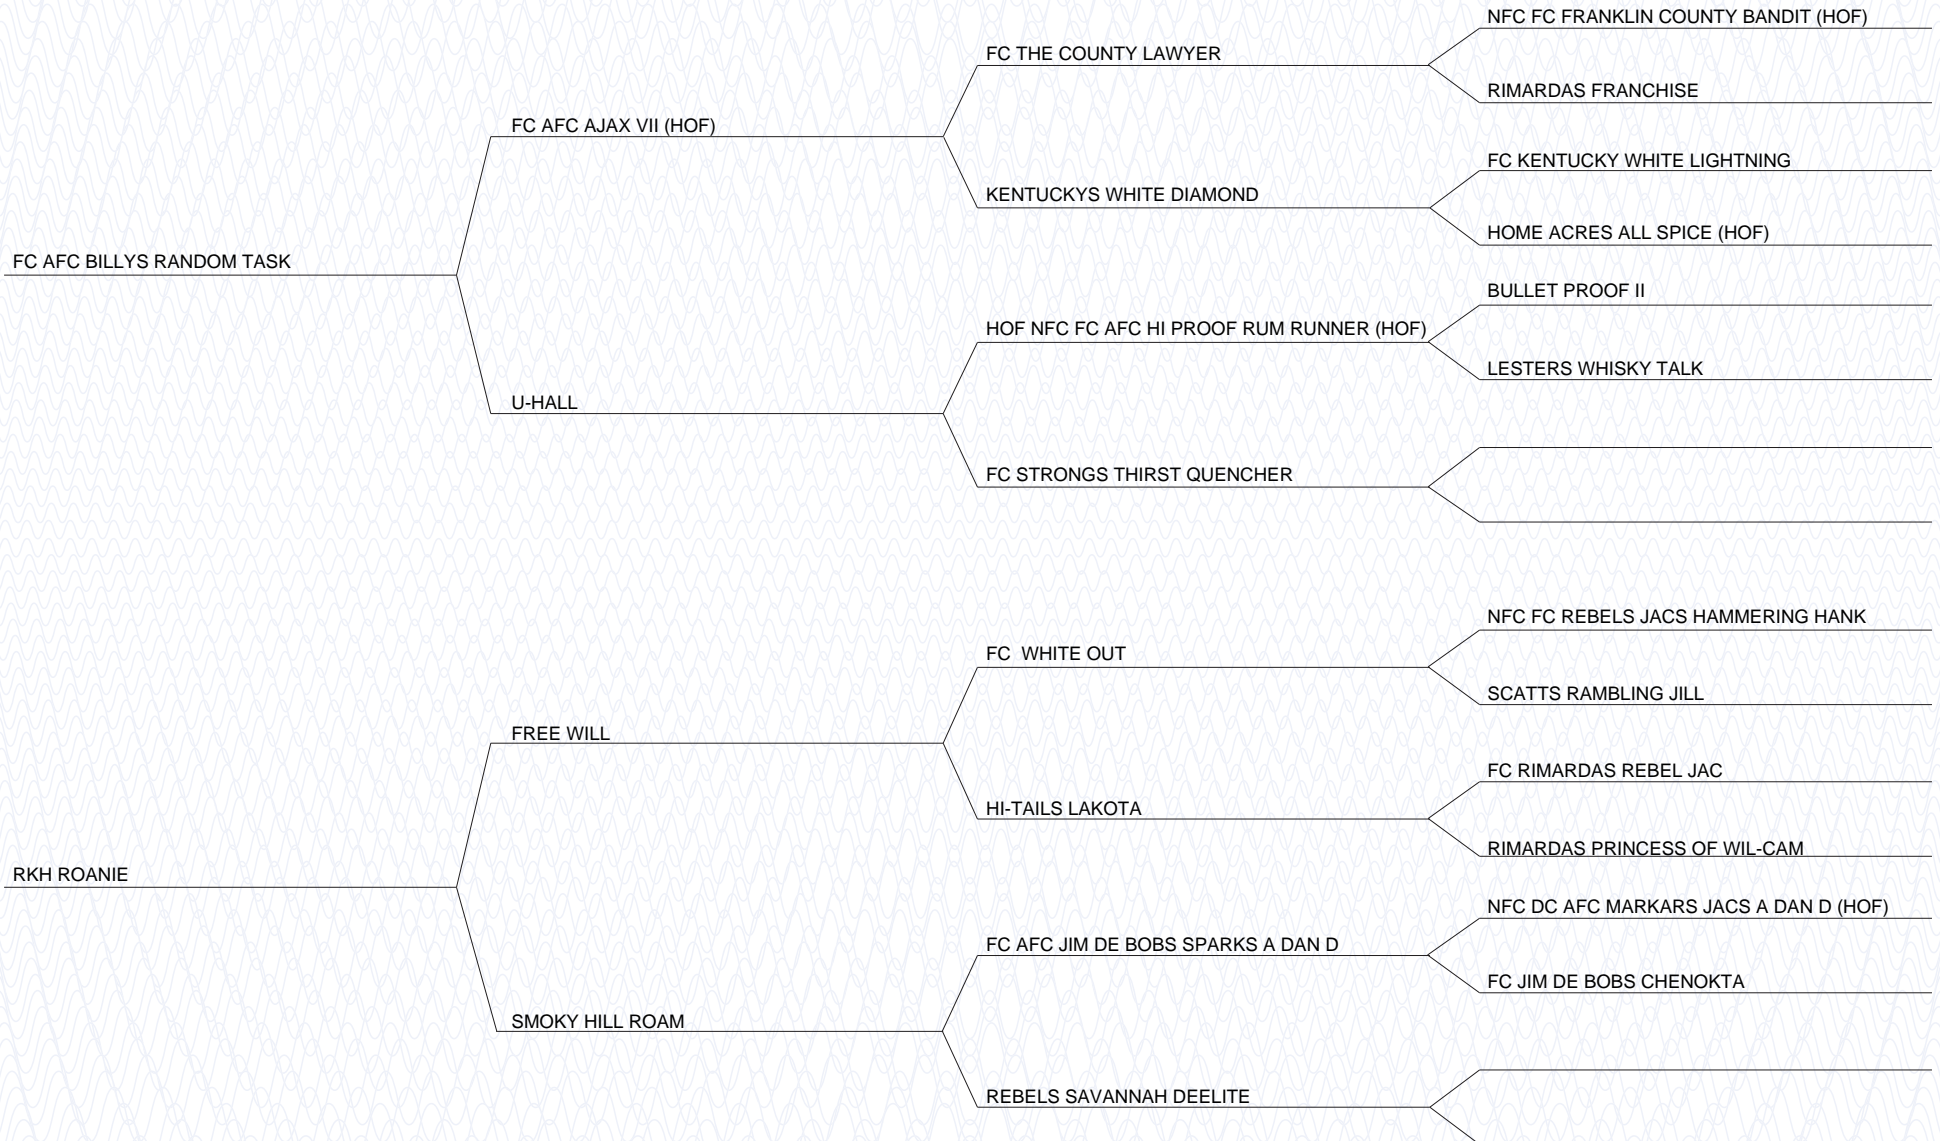 NFC FC FRANKLIN COUNTY BANDIT (HOF)
FC THE COUNTY LAWYER
RIMARDAS FRANCHISE
FC AFC AJAX VII (HOF)
FC KENTUCKY WHITE LIGHTNING
KENTUCKYS WHITE DIAMOND
HOME ACRES ALL SPICE (HOF)
FC AFC BILLYS RANDOM TASK
BULLET PROOF II
HOF NFC FC AFC HI PROOF RUM RUNNER (HOF)
LESTERS WHISKY TALK
U-HALL
FC STRONGS THIRST QUENCHER
NFC FC REBELS JACS HAMMERING HANK
FC  WHITE OUT
SCATTS RAMBLING JILL
FREE WILL
FC RIMARDAS REBEL JAC
HI-TAILS LAKOTA
RIMARDAS PRINCESS OF WIL-CAM
RKH ROANIE
NFC DC AFC MARKARS JACS A DAN D (HOF)
FC AFC JIM DE BOBS SPARKS A DAN D
FC JIM DE BOBS CHENOKTA
SMOKY HILL ROAM
REBELS SAVANNAH DEELITE